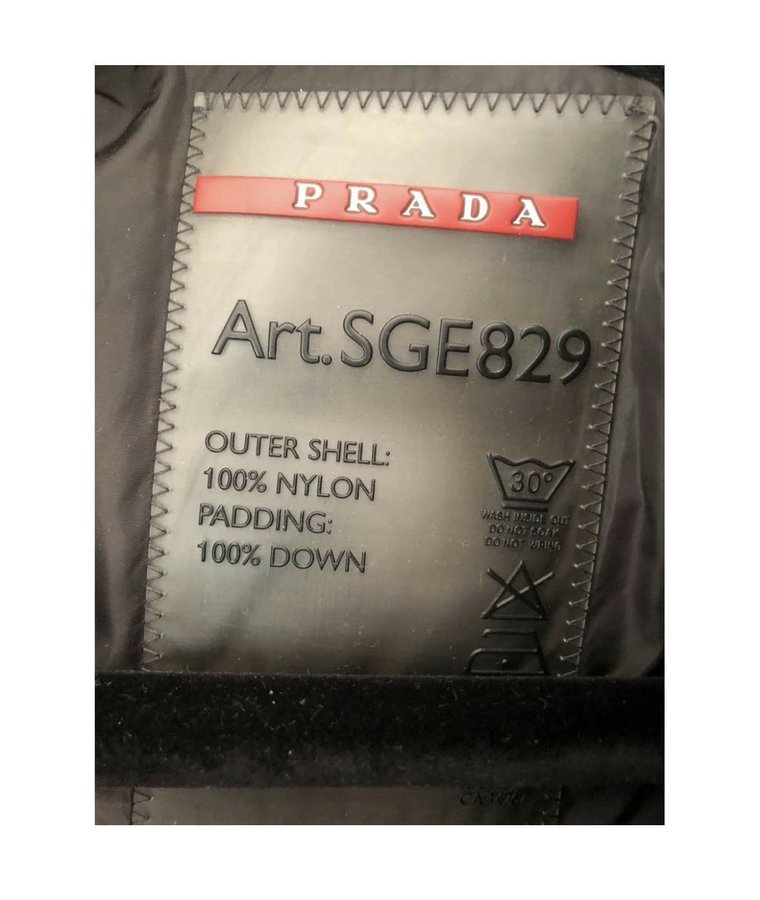 PRADA
Art. SGE829
OUTER SHELL:
100% NYLON
PADDING:
100% DOWN
30°
WASH INSIDE OUT
DO NOT SOAK
DO NOT WRING